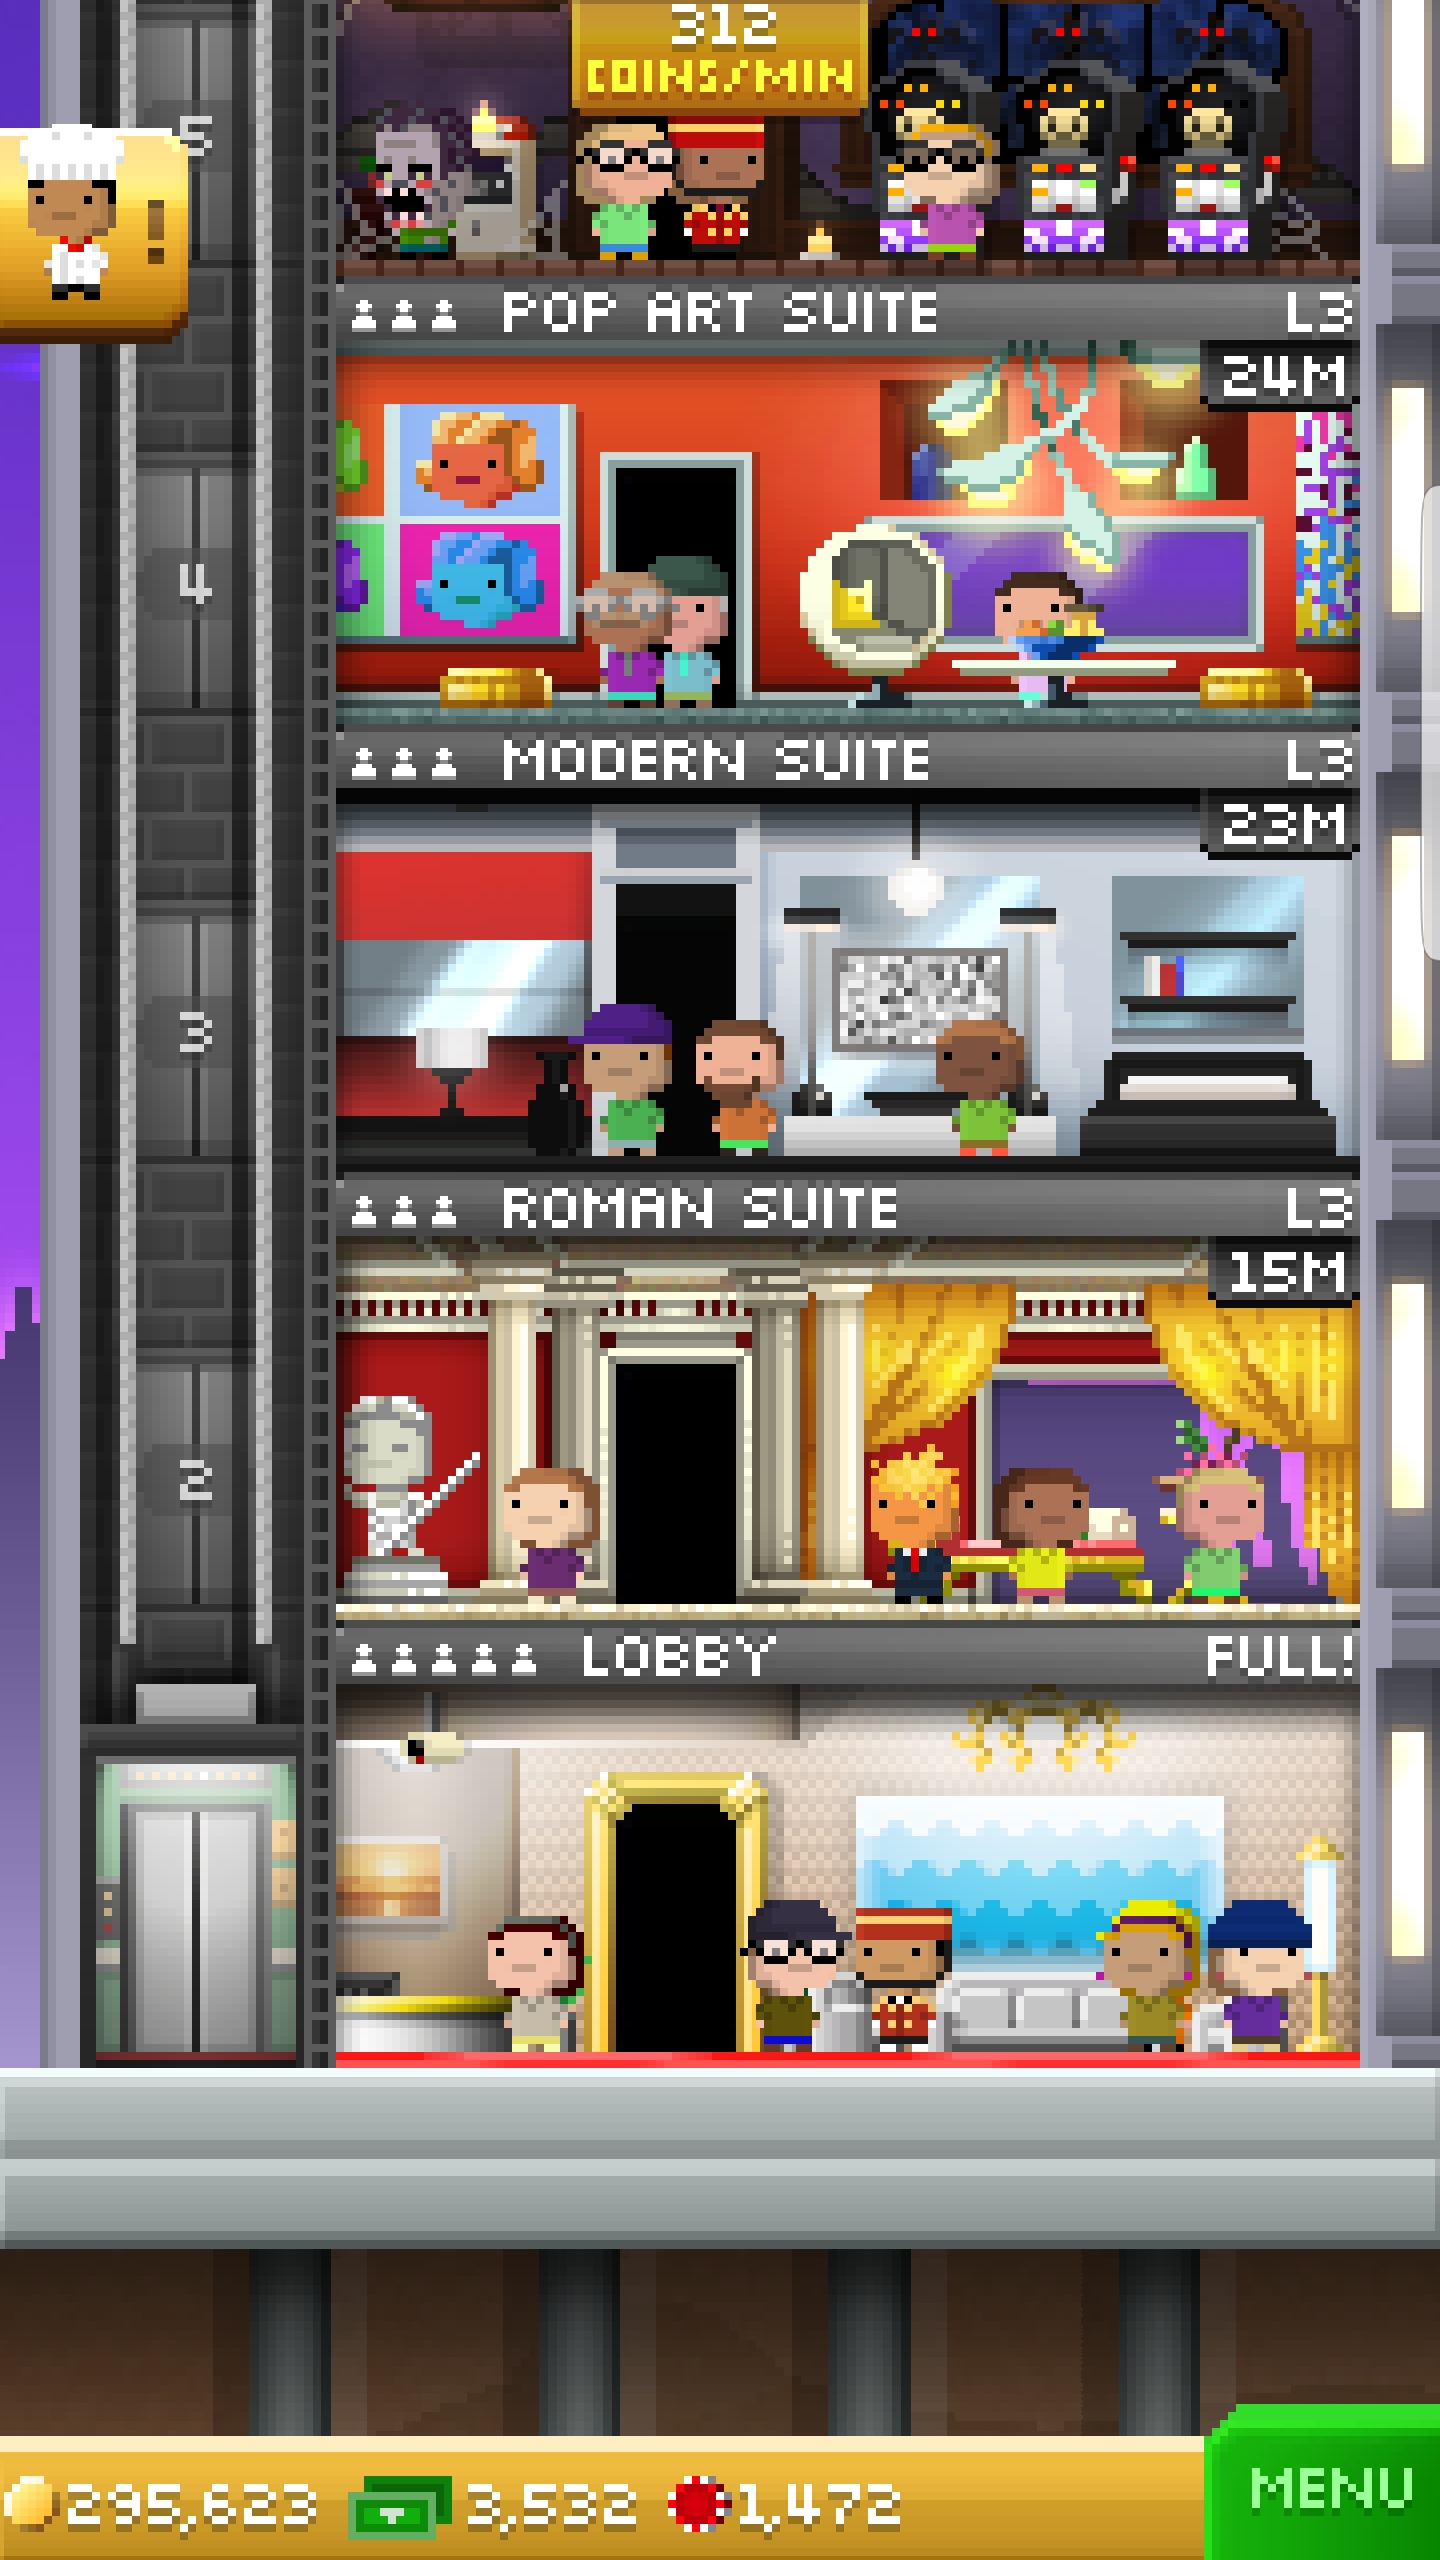 312
COINS/MIN
5
!
POP ART SUITE L3
24M
4
MODERN SUITE L3
23M
3
ROMAN SUITE L3
15M
2
LOBBY FULL!
295,623 3,532 1,472 MENU